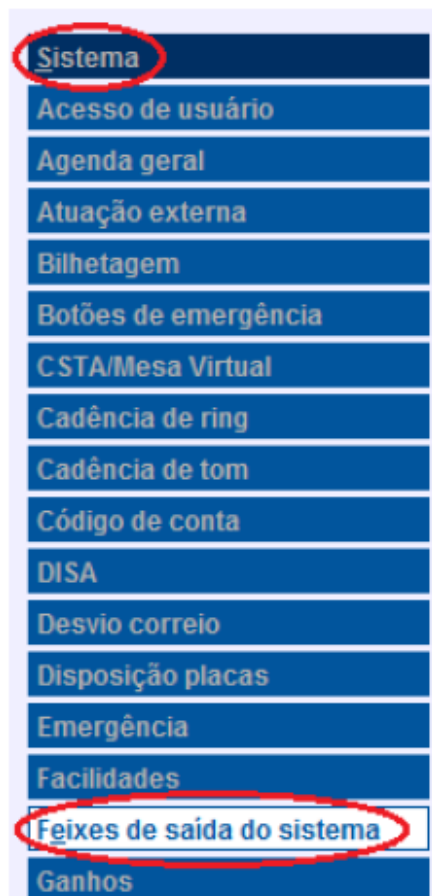 Sistema
Acesso de usuário
Agenda geral
Atuação externa
Bilhetagem
Botões de emergência
CSTA/Mesa Virtual
Cadência de ring
Cadência de tom
Código de conta
DISA
Desvio correio
Disposição placas
Emergência
Facilidades
Feixes de saída do sistema
Ganhos